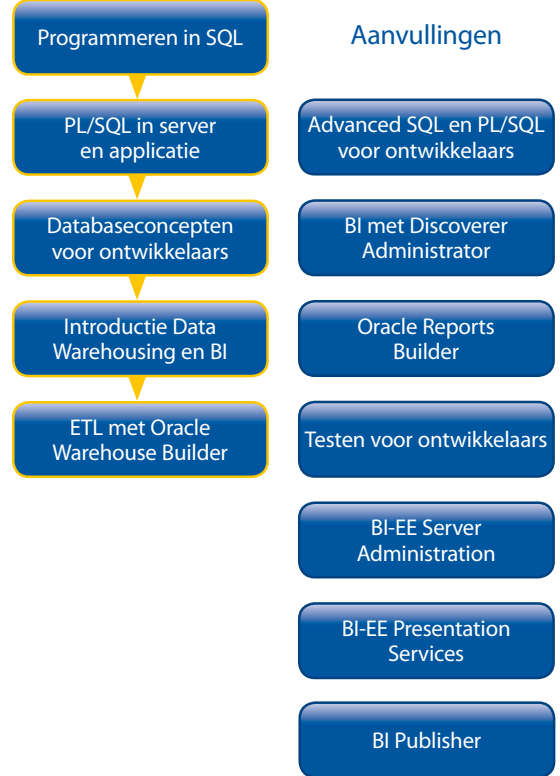 Programmeren in SQL
PL/SQL in server
en applicatie
Databaseconcepten
voor ontwikkelaars
Introductie Data
Warehousing en BI
ETL met Oracle
Warehouse Builder
Aanvullingen
Advanced SQL en PL/SQL
voor ontwikkelaars
BI met Discoverer
Administrator
Oracle Reports
Builder
Testen voor ontwikkelaars
BI-EE Server
Administration
BI-EE Presentation
Services
BI Publisher